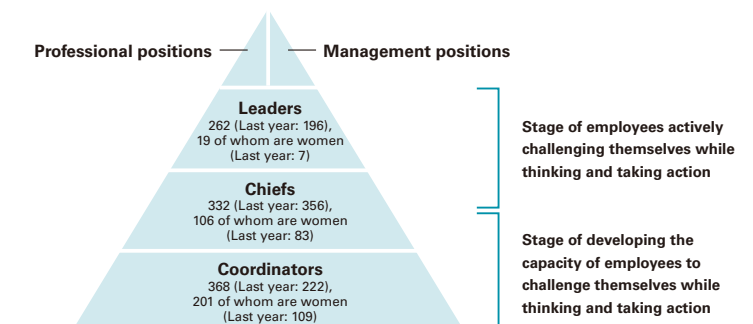 Professional positions
Management positions
Leaders
262 (Last year: 196),
19 of whom are women
(Last year: 7)
Stage of employees actively
challenging themselves while
thinking and taking action
Chiefs
332 (Last year: 356),
106 of whom are women
(Last year: 83)
Stage of developing the
capacity of employees to
challenge themselves while
thinking and taking action
Coordinators
368 (Last year: 222),
201 of whom are women
(Last year: 109)